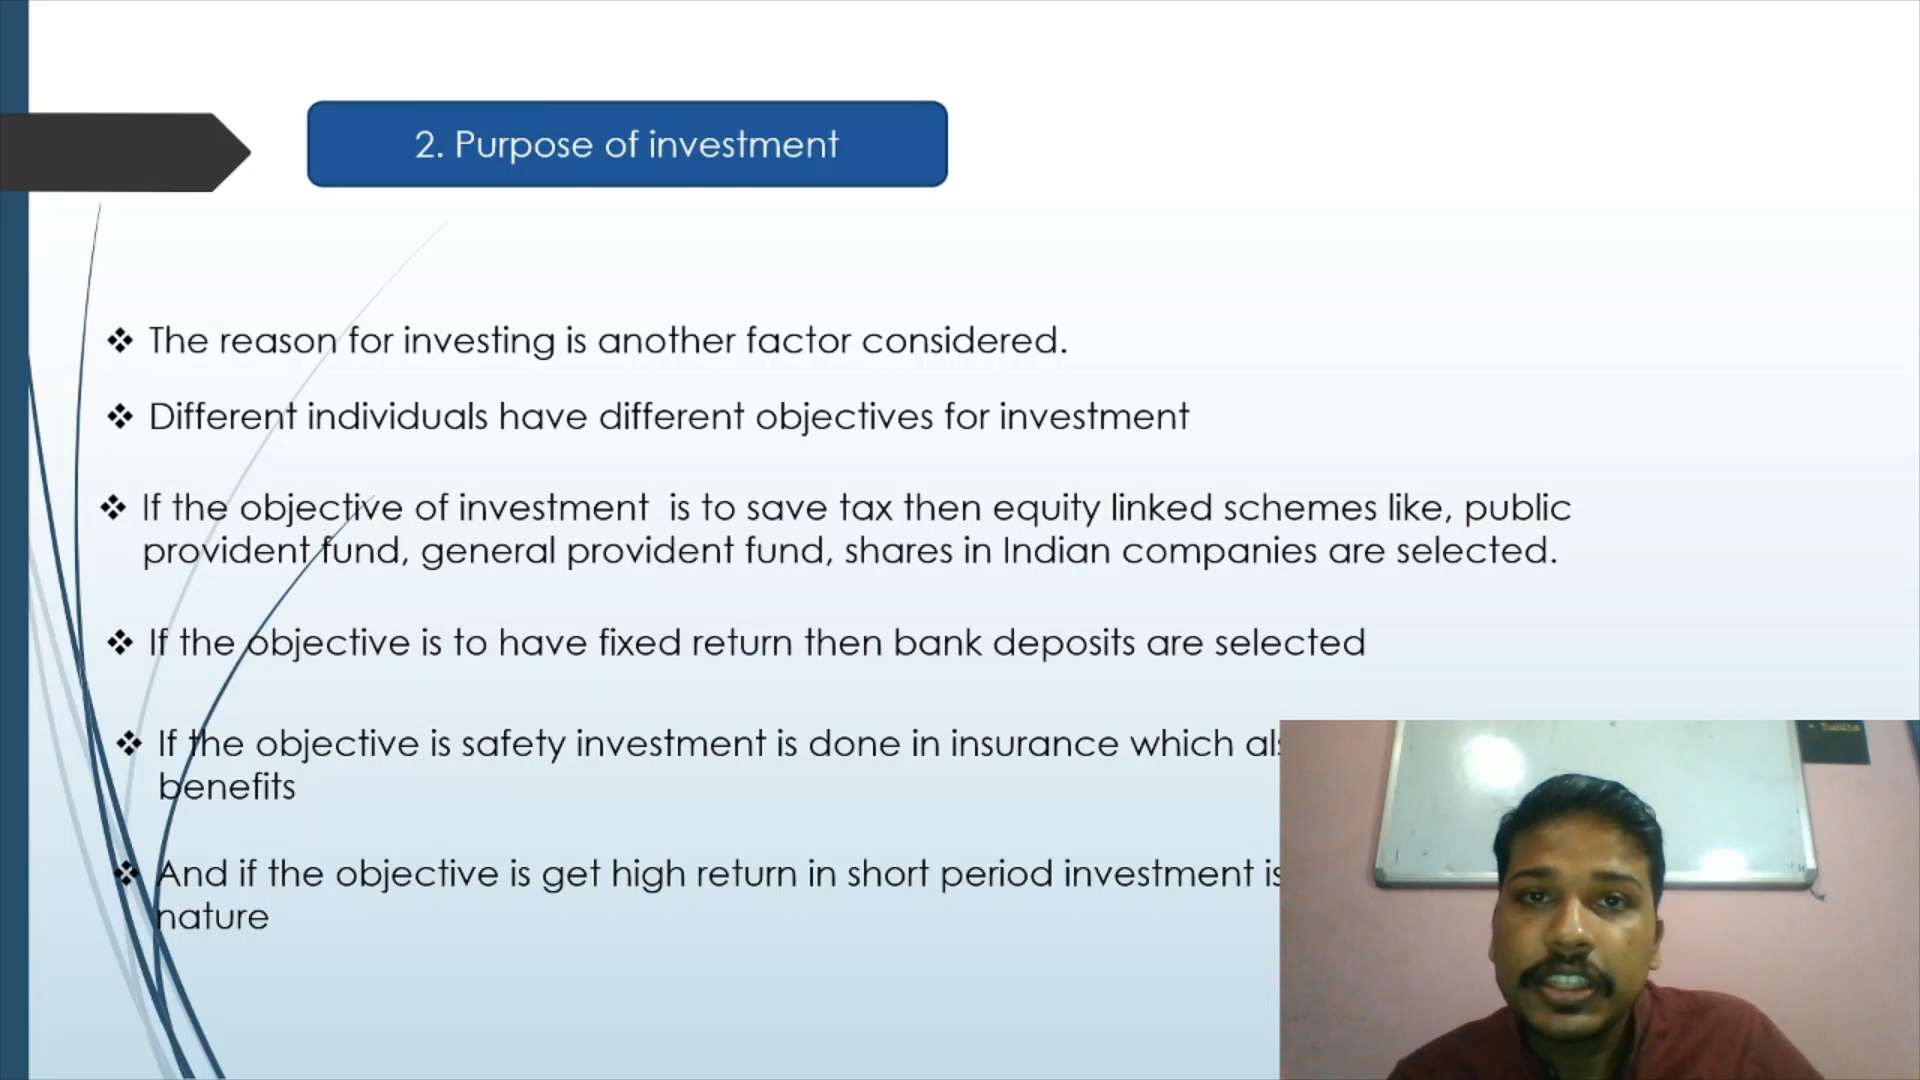 2. Purpose of investment
The reason for investing is another factor considered.
Different individuals have different objectives for investment
If the objective of investment is to save tax then equity linked schemes like, public
provident fund, general provident fund, shares in Indian companies are selected.
If the objective is to have fixed return then bank deposits are selected
If the objective is safety investment is done in insurance which
benefits
And if the objective is get high return in short period investment is
nature